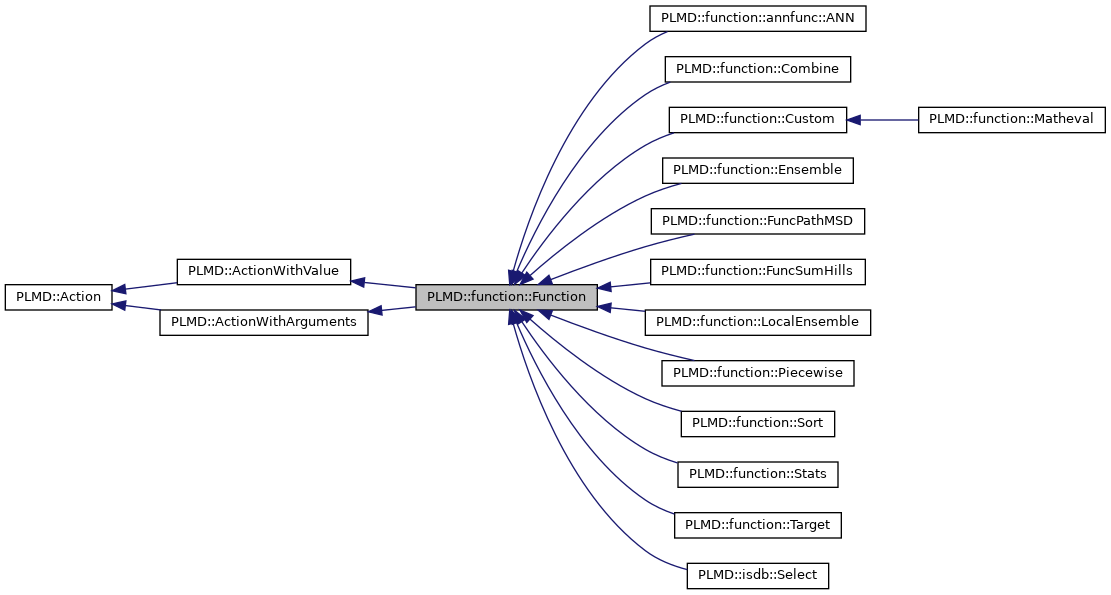 PLMD::function::annfunc::ANN
PLMD::function::Combine
PLMD::function::Custom
PLMD::function::Matheval
PLMD::function::Ensemble
PLMD::function::FuncPathMSD
PLMD::ActionWithValue
PLMD::function::FuncSumHills
PLMD::Action
PLMD::function::Function
PLMD::ActionWithArguments
PLMD::function::LocalEnsemble
PLMD::function::Piecewise
PLMD::function::Sort
PLMD::function::Stats
PLMD::function::Target
PLMD::isdb::Select